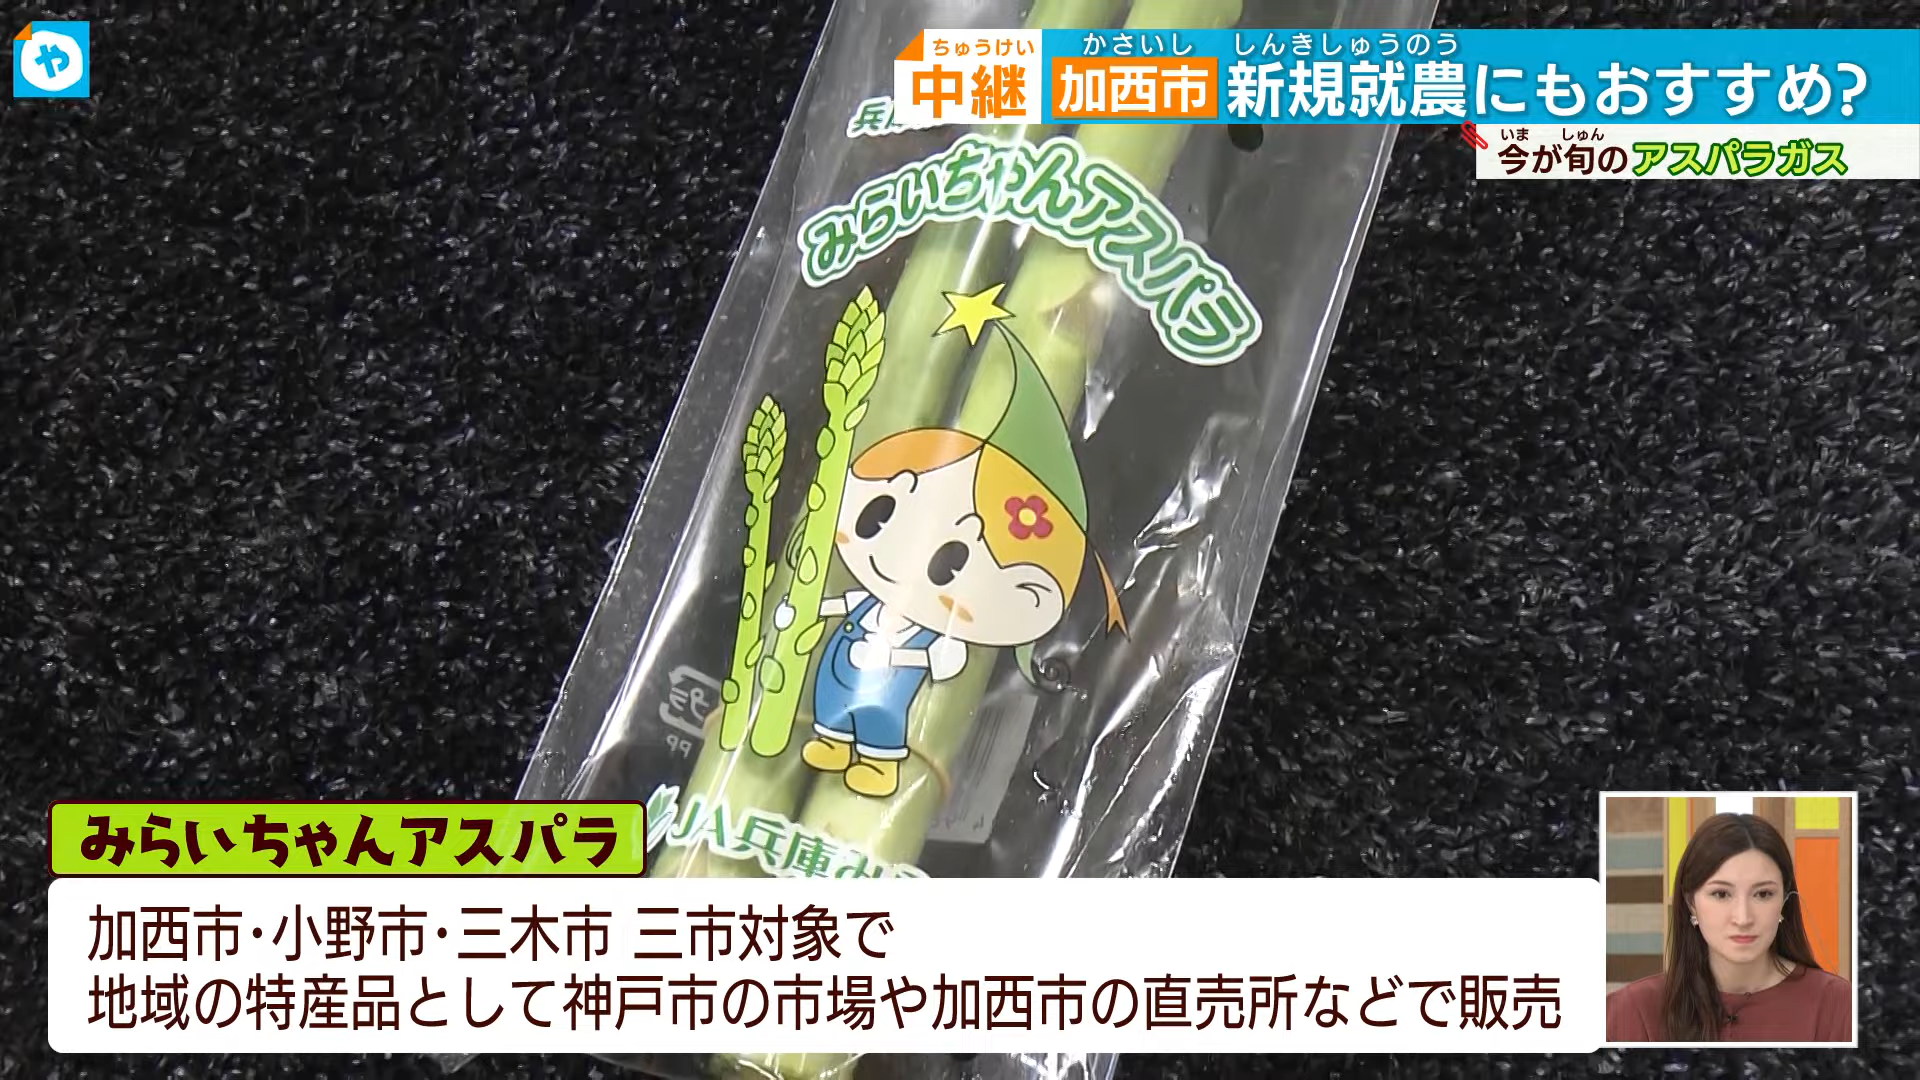 や
ちゅうけい
中継
かさいし しんきしゅうのう
加西市 新規就農にもおすすめ?
いま しゅん
今が旬のアスパラガス
兵庫
みらいちゃんアスパラ
プラ
PP
JA兵庫み
みらいちゃんアスパラ
加西市・小野市・三木市 三市対象で
地域の特産品として神戸市の市場や加西市の直売所などで販売